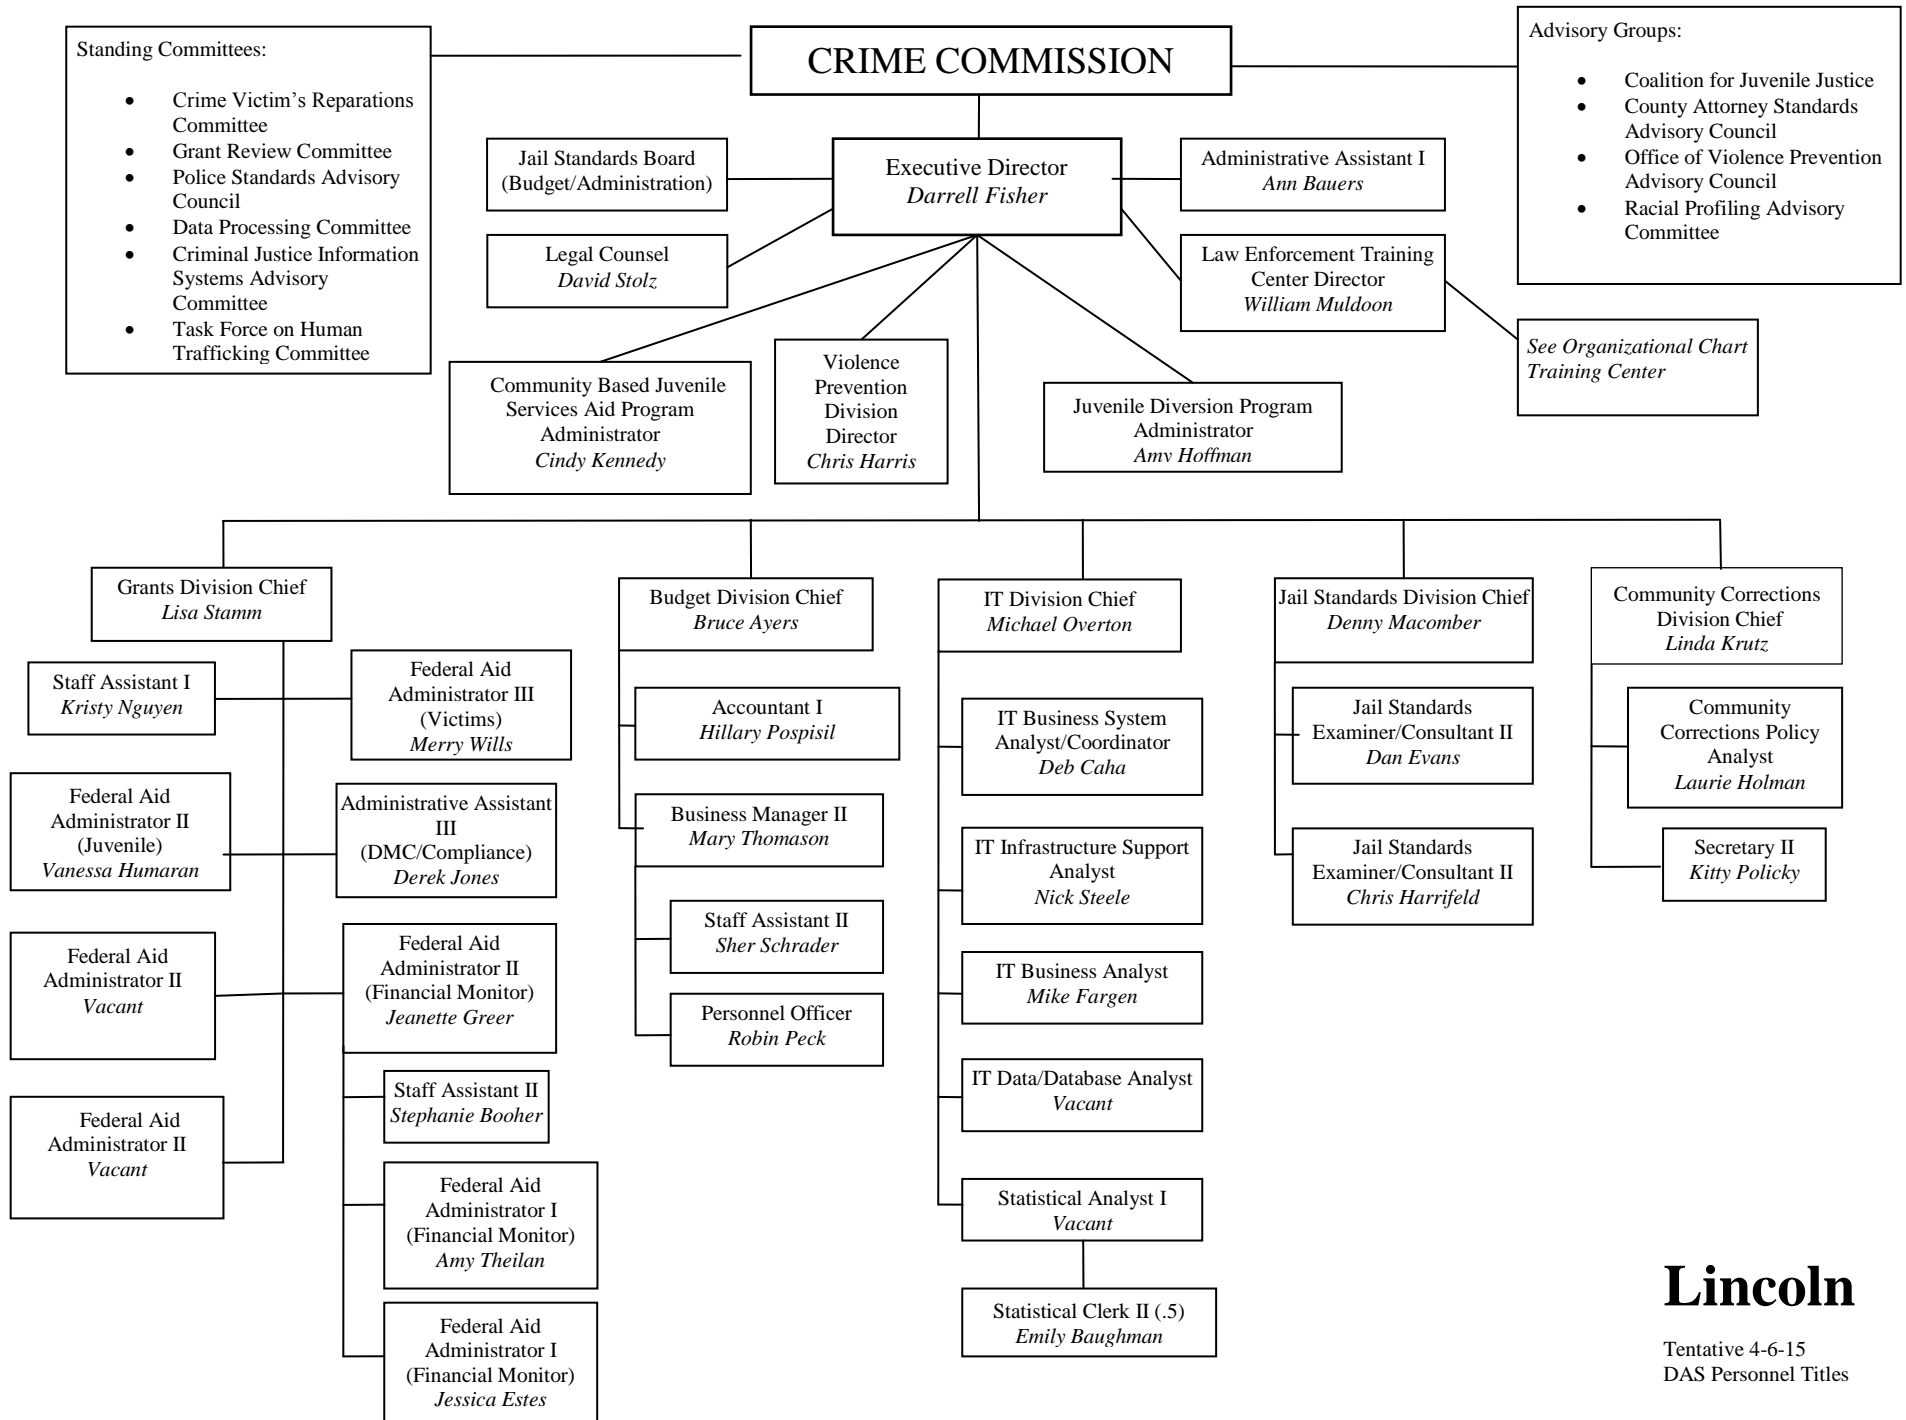 Standing Committees:
• Crime Victim's Reparations
Committee
• Grant Review Committee
• Police Standards Advisory
Council
• Data Processing Committee
• Criminal Justice Information
Systems Advisory
Committee
• Task Force on Human
Trafficking Committee
CRIME COMMISSION
Advisory Groups:
• Coalition for Juvenile Justice
• County Attorney Standards
Advisory Council
• Office of Violence Prevention
Advisory Council
• Racial Profiling Advisory
Committee
Jail Standards Board
(Budget/Administration)
Executive Director
Darrell Fisher
Administrative Assistant I
Ann Bauers
Legal Counsel
David Stolz
Law Enforcement Training
Center Director
William Muldoon
See Organizational Chart
Training Center
Community Based Juvenile
Services Aid Program
Administrator
Cindy Kennedy
Violence
Prevention
Division
Director
Chris Harris
Juvenile Diversion Program
Administrator
Amy Hoffman
Grants Division Chief
Lisa Stamm
Staff Assistant I
Kristy Nguyen
Federal Aid
Administrator III
(Victims)
Merry Wills
Federal Aid
Administrator II
(Juvenile)
Vanessa Humaran
Administrative Assistant
III
(DMC/Compliance)
Derek Jones
Federal Aid
Administrator II
Vacant
Federal Aid
Administrator II
(Financial Monitor)
Jeanette Greer
Federal Aid
Administrator II
Vacant
Staff Assistant II
Stephanie Booher
Federal Aid
Administrator I
(Financial Monitor)
Amy Theilan
Federal Aid
Administrator I
(Financial Monitor)
Jessica Estes
Budget Division Chief
Bruce Ayers
Accountant I
Hillary Pospisil
Business Manager II
Mary Thomason
Staff Assistant II
Sher Schrader
Personnel Officer
Robin Peck
IT Division Chief
Michael Overton
IT Business System
Analyst/Coordinator
Deb Caha
IT Infrastructure Support
Analyst
Nick Steele
IT Business Analyst
Mike Fargen
IT Data/Database Analyst
Vacant
Statistical Analyst I
Vacant
Statistical Clerk II (.5)
Emily Baughman
Jail Standards Division Chief
Denny Macomber
Jail Standards
Examiner/Consultant II
Dan Evans
Jail Standards
Examiner/Consultant II
Chris Harrifeld
Community Corrections
Division Chief
Linda Krutz
Community
Corrections Policy
Analyst
Laurie Holman
Secretary II
Kitty Policky
Lincoln
Tentative 4-6-15
DAS Personnel Titles